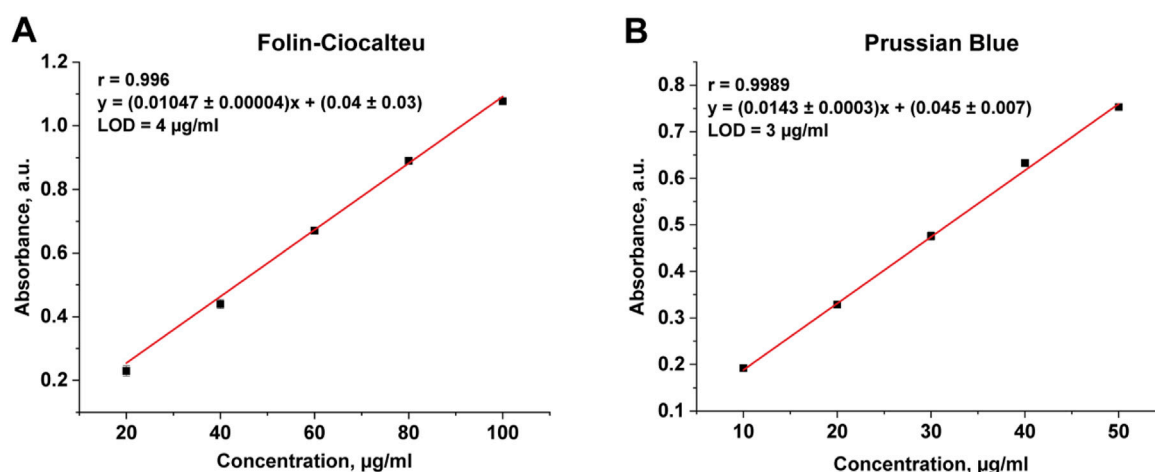 A
Folin-Ciocalteu
r = 0.996
y = (0.01047 ± 0.00004)x + (0.04 ± 0.03)
LOD = 4 µg/ml
Absorbance, a.u.
1.2
1.0
0.8
0.6
0.4
0.2
20 40 60 80 100
Concentration, µg/ml
B
Prussian Blue
r = 0.9989
y = (0.0143 ± 0.0003)x + (0.045 ± 0.007)
LOD = 3 µg/ml
Absorbance, a.u.
0.8
0.7
0.6
0.5
0.4
0.3
0.2
0.1
10 20 30 40 50
Concentration, µg/ml